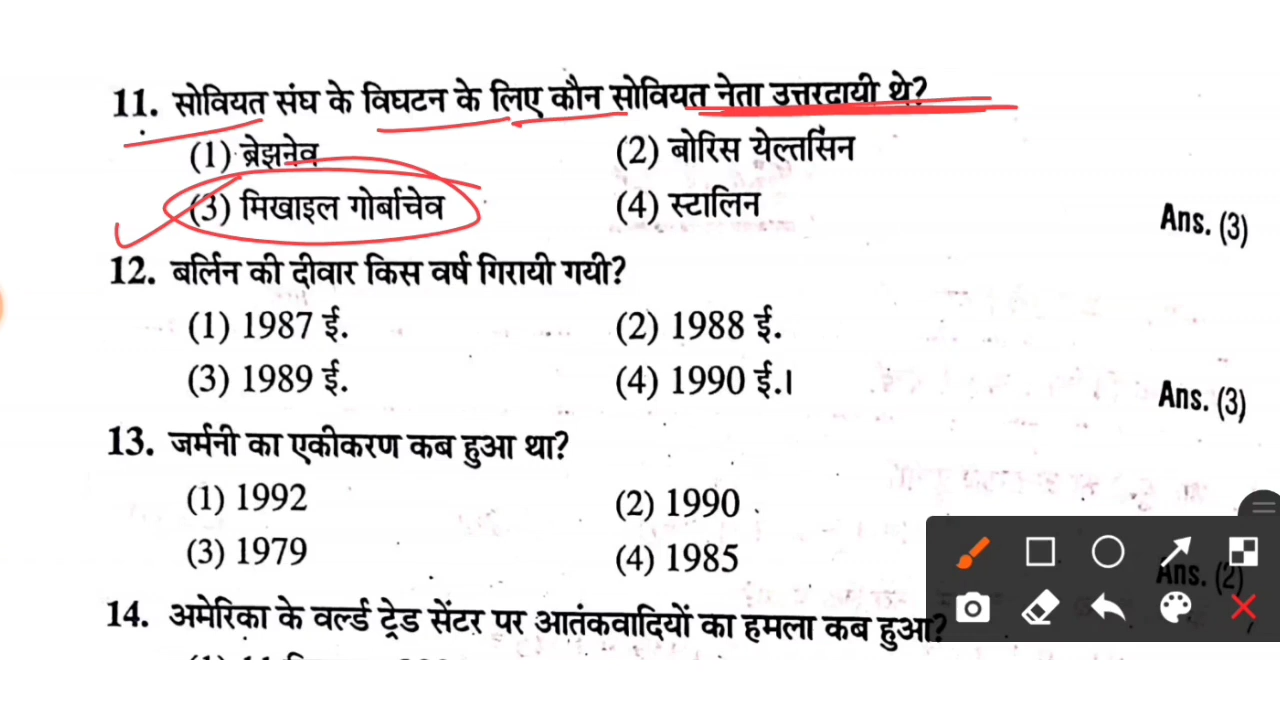 11. सोवियत संघ के विघटन के लिए कौन सोवियत नेता उत्तरदायी थे?
(1) ब्रेझनेव (2) बोरिस येल्तसिंन
(3) मिखाइल गोर्बाचेव (4) स्टालिन
Ans. (3)
12. बर्लिन की दीवार किस वर्ष गिरायी गयी?
(1) 1987 ई. (2) 1988 ई.
(3) 1989 ई. (4) 1990 ई.।
Ans. (3)
13. जर्मनी का एकीकरण कब हुआ था?
(1) 1992 (2) 1990
(3) 1979 (4) 1985
Ans. (2)
14. अमेरिका के वर्ल्ड ट्रेड सेंटर पर आतंकवादियों का हमला कब हुआ?